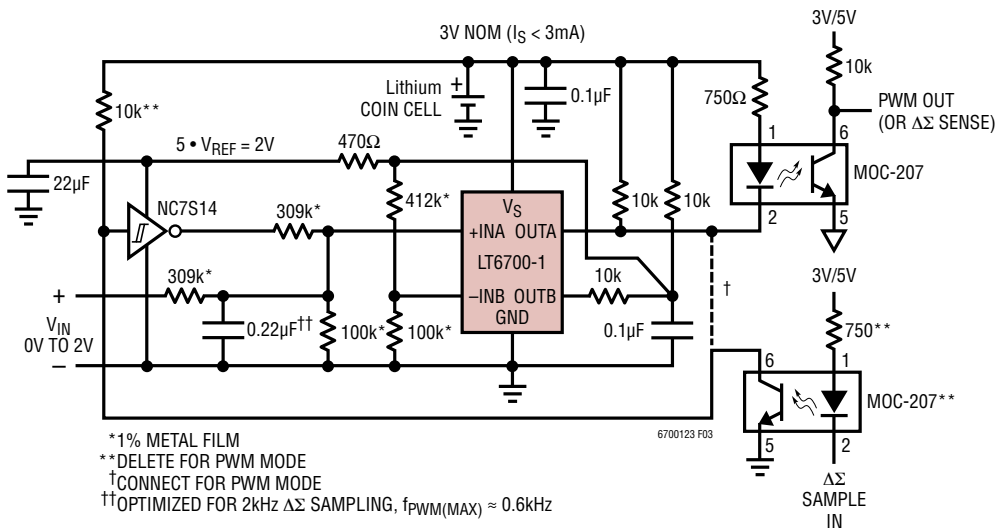 3V NOM (I_S < 3mA)
3V/5V
10k**
Lithium
COIN CELL
+
0.1µF
750Ω
10k
PWM OUT
(OR ΔΣ SENSE)
1
6
MOC-207
2
5
5 • V_REF = 2V
470Ω
22µF
NC7S14
309k*
412k*
10k
10k
V_S
+INA OUTA
LT6700-1
–INB OUTB
GND
10k
†
309k*
+
V_IN
0V TO 2V
–
0.22µF††
100k*
100k*
0.1µF
3V/5V
750**
6
1
MOC-207**
5
2
ΔΣ
SAMPLE
IN
6700123 F03
*1% METAL FILM
**DELETE FOR PWM MODE
†CONNECT FOR PWM MODE
††OPTIMIZED FOR 2kHz ΔΣ SAMPLING, f_PWM(MAX) ≈ 0.6kHz